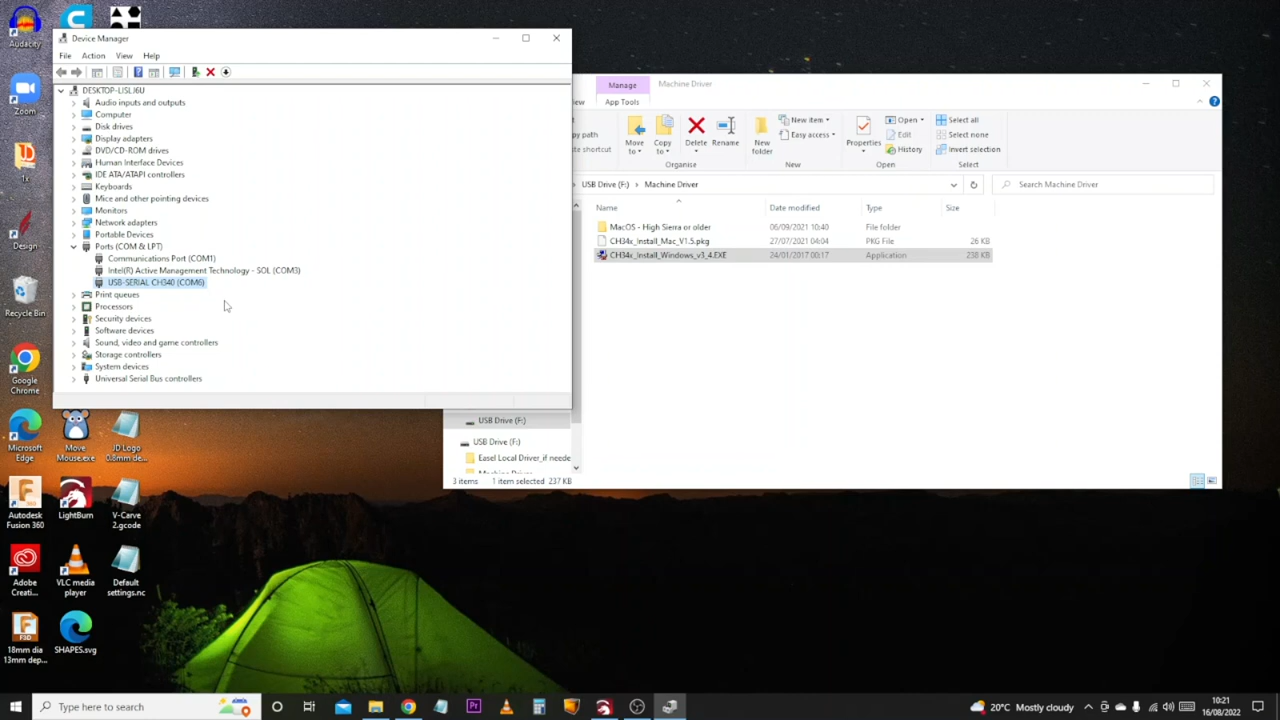 Audacity
Zoom
1x
Design
Recycle Bin
Google
Chrome
Microsoft
Edge
Move
Mouse.exe
JD Logo
0.8mm de...
Autodesk
Fusion 360
LightBurn
V-Carve
2.gcode
Adobe
Creati...
VLC media
player
Default
settings.nc
18mm dia
13mm dep...
SHAPES.svg
Device Manager
File Action View Help
DESKTOP-LISLJ6U
Audio inputs and outputs
Computer
Disk drives
Display adapters
DVD/CD-ROM drives
Human Interface Devices
IDE ATA/ATAPI controllers
Keyboards
Mice and other pointing devices
Monitors
Network adapters
Portable Devices
Ports (COM & LPT)
Communications Port (COM1)
Intel(R) Active Management Technology - SOL (COM3)
USB-SERIAL CH340 (COM6)
Print queues
Processors
Security devices
Software devices
Sound, video and game controllers
Storage controllers
System devices
Universal Serial Bus controllers
Manage
Machine Driver
ew
App Tools
py path
te shortcut
Move
to
Copy
to
Delete
Rename
Organise
New
folder
New item
Easy access
New
Properties
Open
Edit
History
Open
Select all
Select none
Invert selection
Select
USB Drive (F:) > Machine Driver
Search Machine Driver
Name Date modified Type Size
MacOS - High Sierra or older 06/09/2021 10:40 File folder
CH34x_Install_Mac_V1.5.pkg 27/07/2021 04:04 PKG File 26 KB
CH34x_Install_Windows_v3_4.EXE 24/01/2017 00:17 Application 238 KB
USB Drive (F:)
USB Drive (F:)
Easel Local Driver_if neede
Machine Driver
3 items 1 item selected 237 KB
Type here to search
20°C Mostly cloudy
10:21
16/08/2022